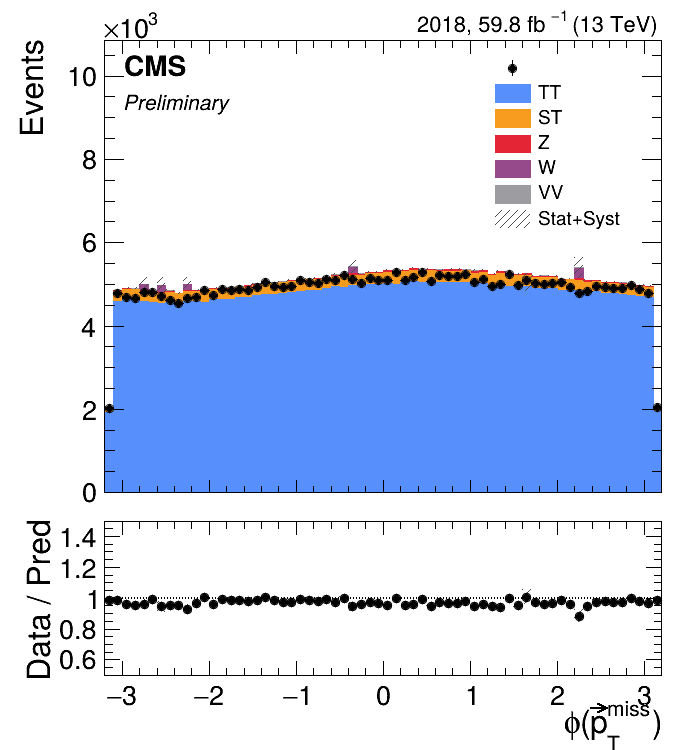 ×10³
2018, 59.8 fb⁻¹ (13 TeV)
Events
CMS
Preliminary
TT
ST
Z
W
VV
Stat+Syst
10
8
6
4
2
0
Data / Pred
1.4
1.2
1
0.8
0.6
−3 −2 −1 0 1 2 3
ϕ(p⃗ᵀᵐⁱˢˢ)